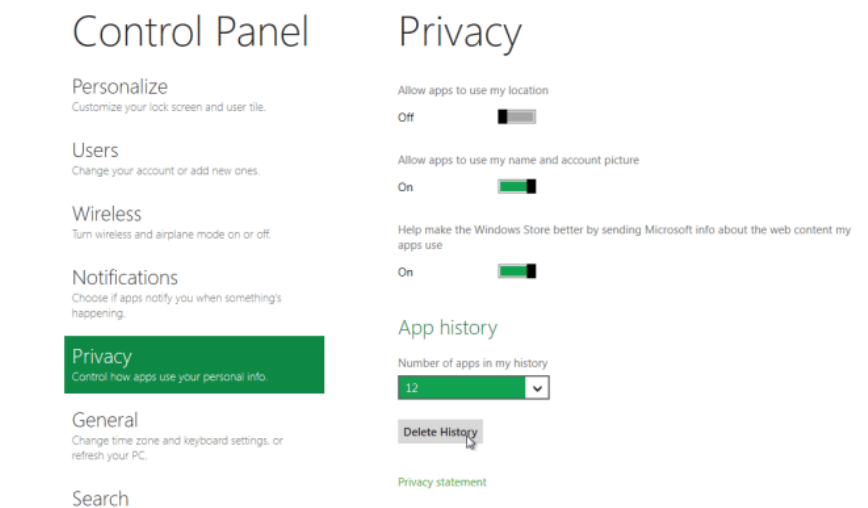 Control Panel
Personalize
Customize your lock screen and user tile.
Users
Change your account or add new ones.
Wireless
Turn wireless and airplane mode on or off.
Notifications
Choose if apps notify you when something's
happening.
Privacy
Control how apps use your personal info.
General
Change time zone and keyboard settings, or
refresh your PC.
Search
Privacy
Allow apps to use my location
Off
Allow apps to use my name and account picture
On
Help make the Windows Store better by sending Microsoft info about the web content my
apps use
On
App history
Number of apps in my history
12
Delete History
Privacy statement